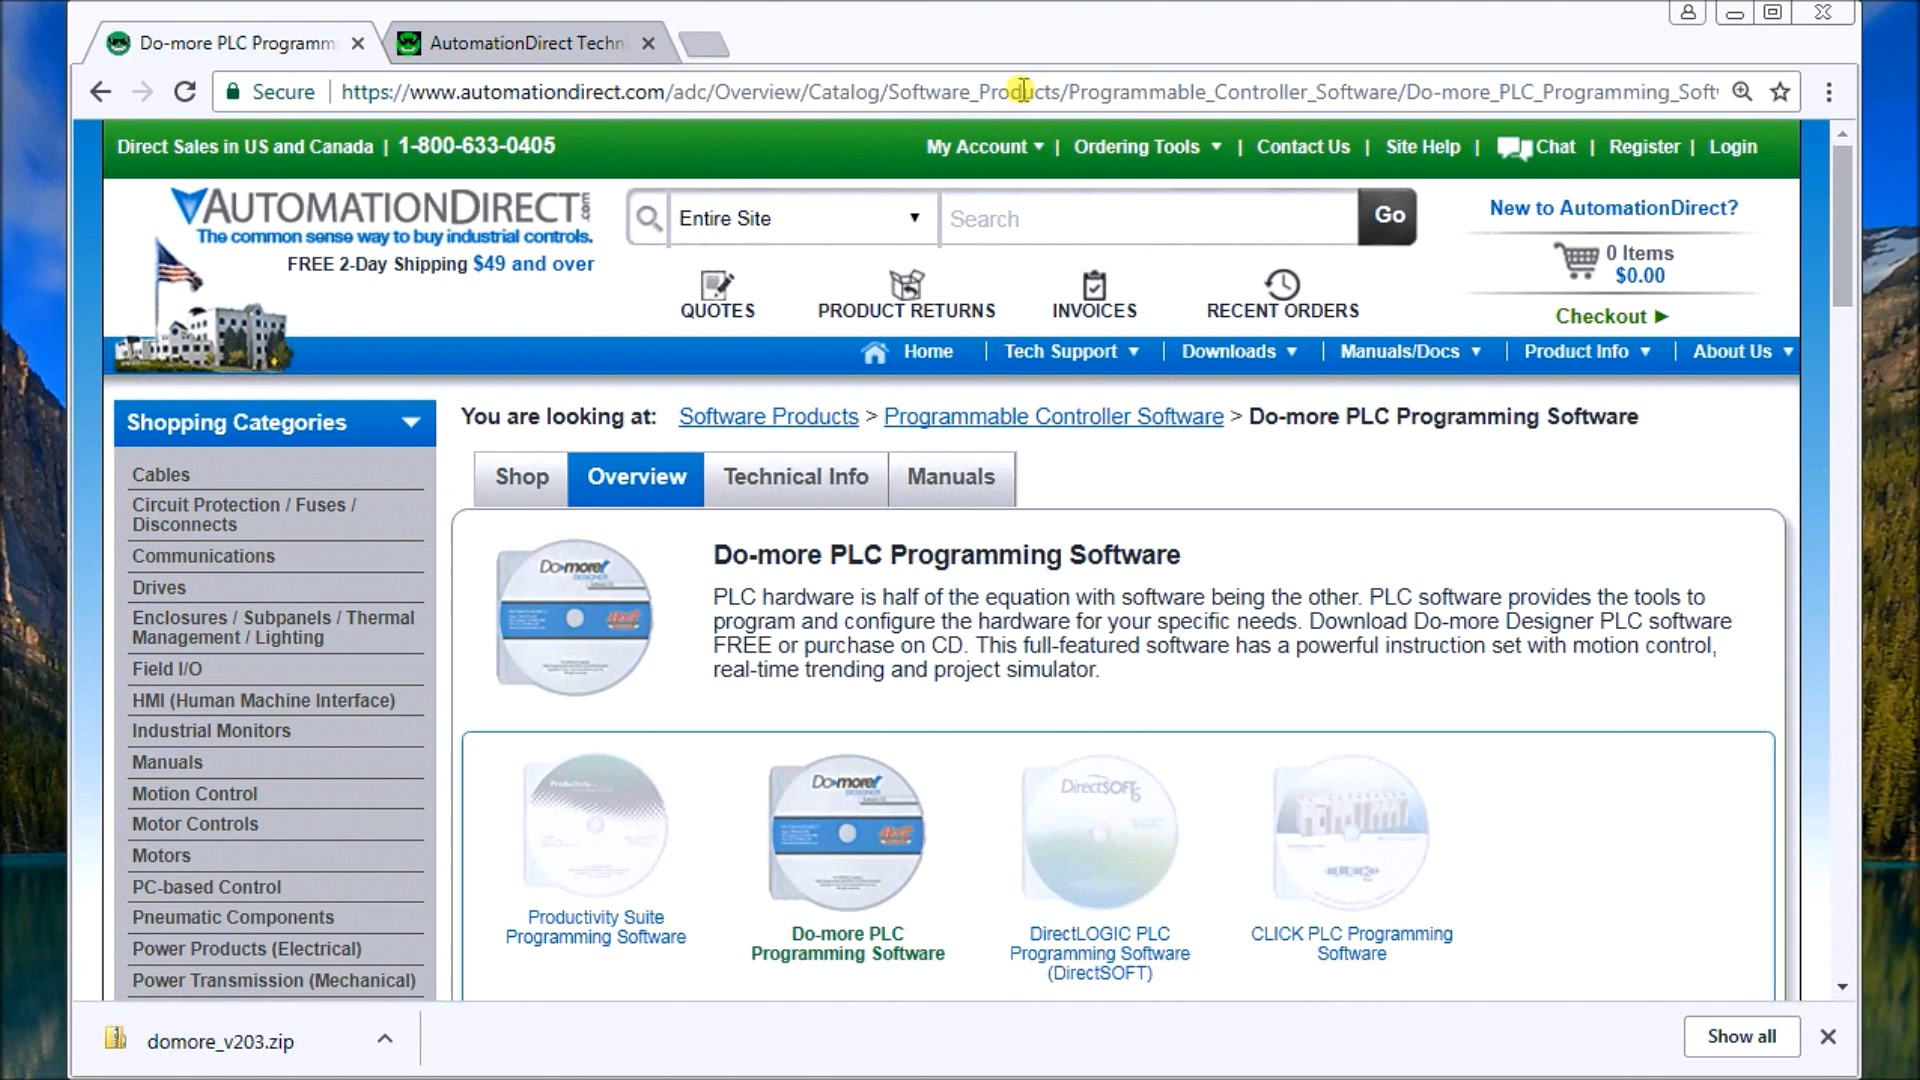 Do-more PLC Programm
AutomationDirect Techn
Secure
https://www.automationdirect.com/adc/Overview/Catalog/Software_Products/Programmable_Controller_Software/Do-more_PLC_Programming_Soft
Direct Sales in US and Canada | 1-800-633-0405
My Account | Ordering Tools | Contact Us | Site Help | Chat | Register | Login
AUTOMATIONDIRECT.com
The common sense way to buy industrial controls.
FREE 2-Day Shipping $49 and over
Entire Site
Search
Go
New to AutomationDirect?
0 Items
$0.00
Checkout
QUOTES
PRODUCT RETURNS
INVOICES
RECENT ORDERS
Home | Tech Support | Downloads | Manuals/Docs | Product Info | About Us
Shopping Categories
Cables
Circuit Protection / Fuses /
Disconnects
Communications
Drives
Enclosures / Subpanels / Thermal
Management / Lighting
Field I/O
HMI (Human Machine Interface)
Industrial Monitors
Manuals
Motion Control
Motor Controls
Motors
PC-based Control
Pneumatic Components
Power Products (Electrical)
Power Transmission (Mechanical)
You are looking at: Software Products > Programmable Controller Software > Do-more PLC Programming Software
Shop
Overview
Technical Info
Manuals
Do-more!
DESIGNER
Do-more PLC Programming Software
PLC hardware is half of the equation with software being the other. PLC software provides the tools to
program and configure the hardware for your specific needs. Download Do-more Designer PLC software
FREE or purchase on CD. This full-featured software has a powerful instruction set with motion control,
real-time trending and project simulator.
Do-more!
DESIGNER
DirectSOFT6
Productivity Suite
Programming Software
Do-more PLC
Programming Software
DirectLOGIC PLC
Programming Software
(DirectSOFT)
CLICK PLC Programming
Software
domore_v203.zip
Show all